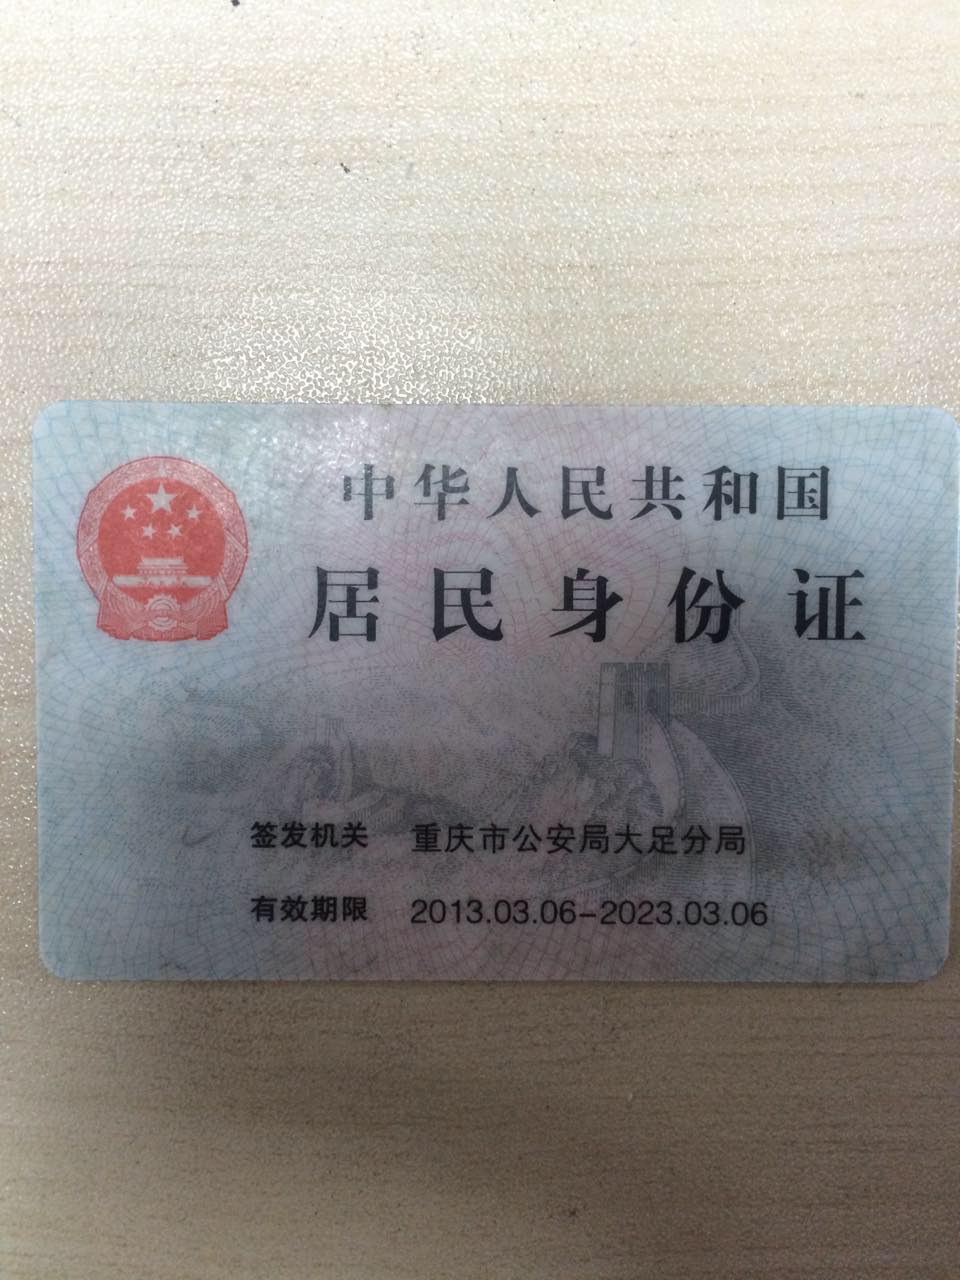 中华人民共和国
居民身份证
签发机关 重庆市公安局大足分局
有效期限 2013.03.06-2023.03.06